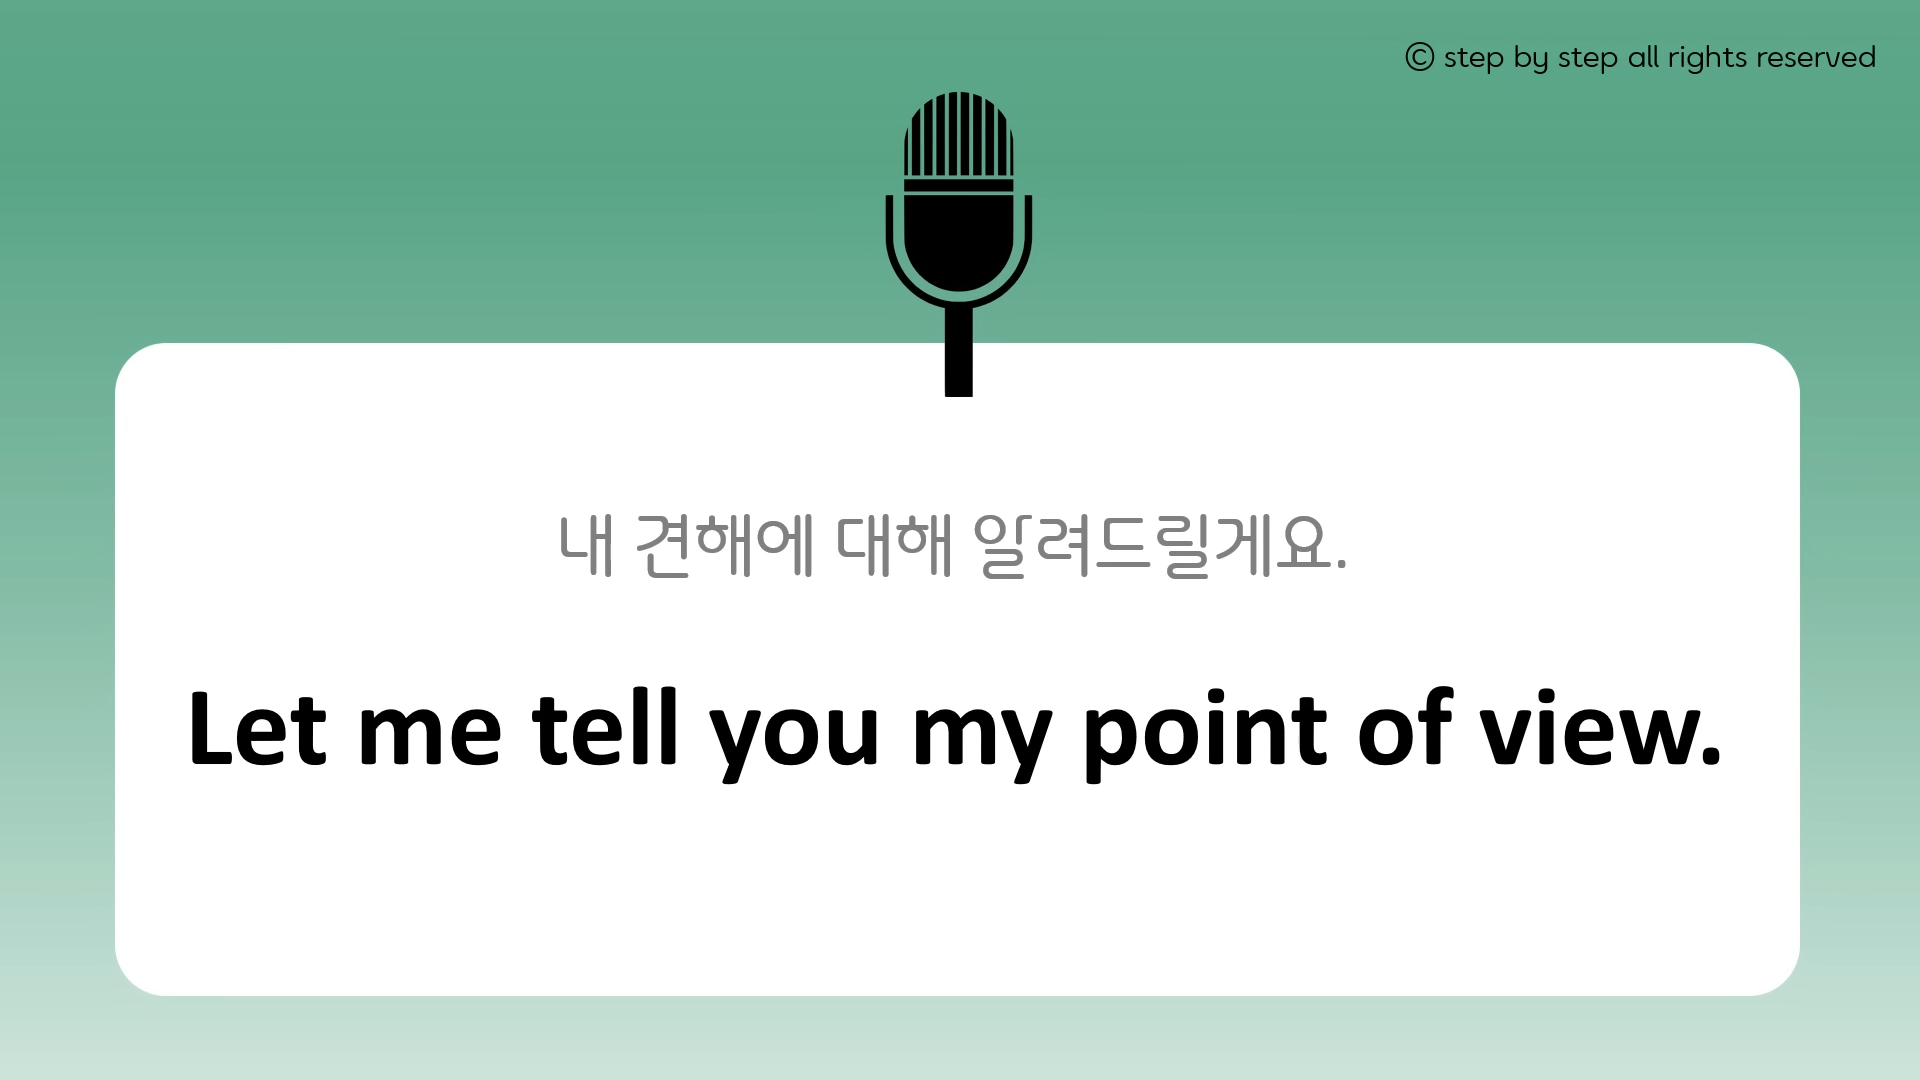 © step by step all rights reserved
내 견해에 대해 알려드릴게요.
Let me tell you my point of view.